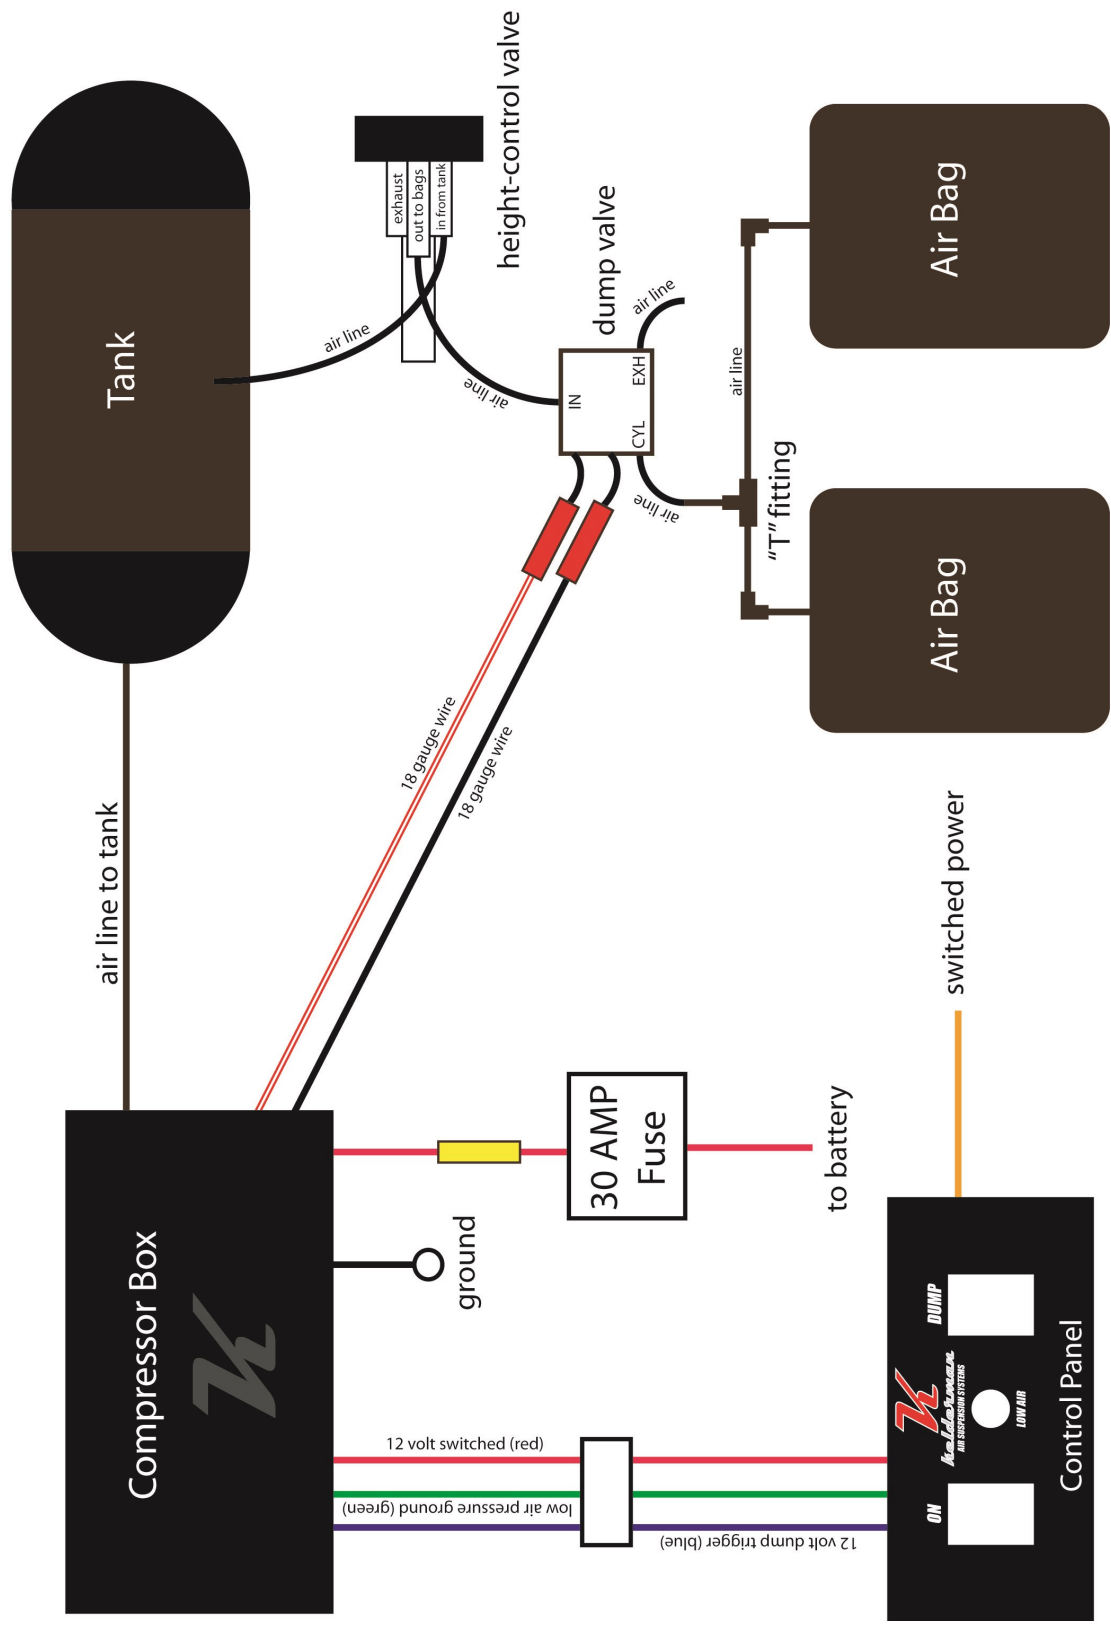 Compressor Box
air line to tank
Tank
air line
exhaust
out to bags
in from tank
height-control valve
air line
dump valve
IN
CYL
EXH
air line
air line
18 gauge wire
18 gauge wire
"T" fitting
air line
Air Bag
Air Bag
30 AMP
Fuse
to battery
ground
12 volt switched (red)
low air pressure ground (green)
12 volt dump trigger (blue)
switched power
ON
kelderman
AIR SUSPENSION SYSTEMS
LOW AIR
DUMP
Control Panel